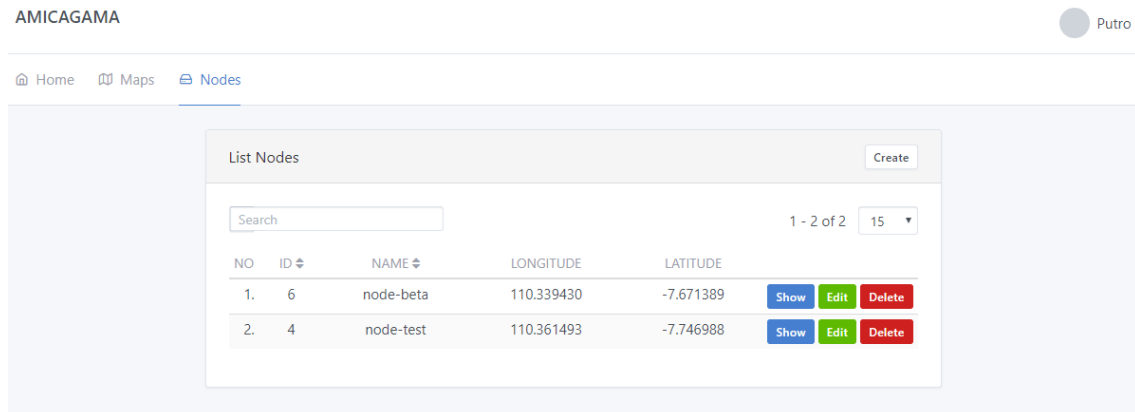 AMICAGAMA
Putro
Home Maps Nodes
List Nodes
Create
Search
1 - 2 of 2 15
NO ID NAME LONGITUDE LATITUDE
1. 6 node-beta 110.339430 -7.671389 Show Edit Delete
2. 4 node-test 110.361493 -7.746988 Show Edit Delete